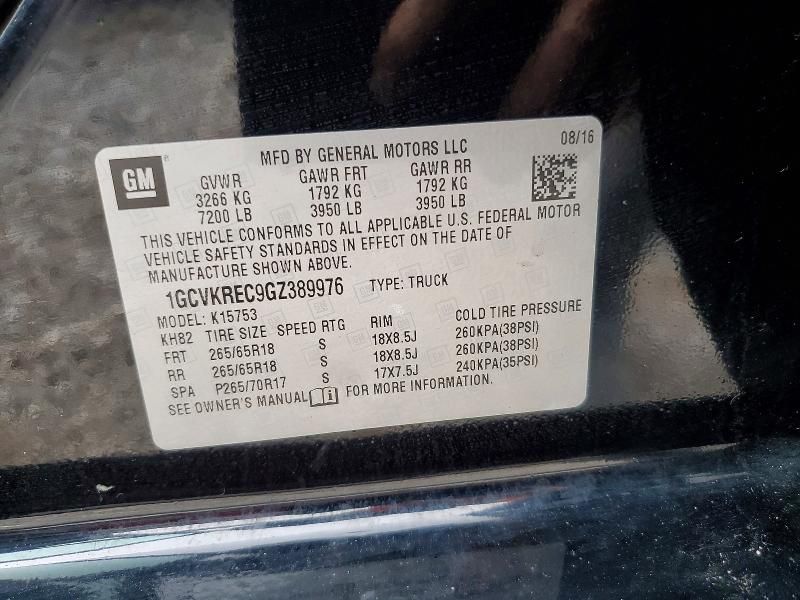 08/16
GM
MFD BY GENERAL MOTORS LLC
GVWR GAWR FRT GAWR RR
3266 KG 1792 KG 1792 KG
7200 LB 3950 LB 3950 LB
THIS VEHICLE CONFORMS TO ALL APPLICABLE U.S. FEDERAL MOTOR
VEHICLE SAFETY STANDARDS IN EFFECT ON THE DATE OF
MANUFACTURE SHOWN ABOVE.
1GCVKREC9GZ389976 TYPE: TRUCK
MODEL: K15753
KH82 TIRE SIZE SPEED RTG RIM COLD TIRE PRESSURE
FRT 265/65R18 S 18X8.5J 260KPA(38PSI)
RR 265/65R18 S 18X8.5J 260KPA(38PSI)
SPA P265/70R17 S 17X7.5J 240KPA(35PSI)
SEE OWNER'S MANUAL FOR MORE INFORMATION.